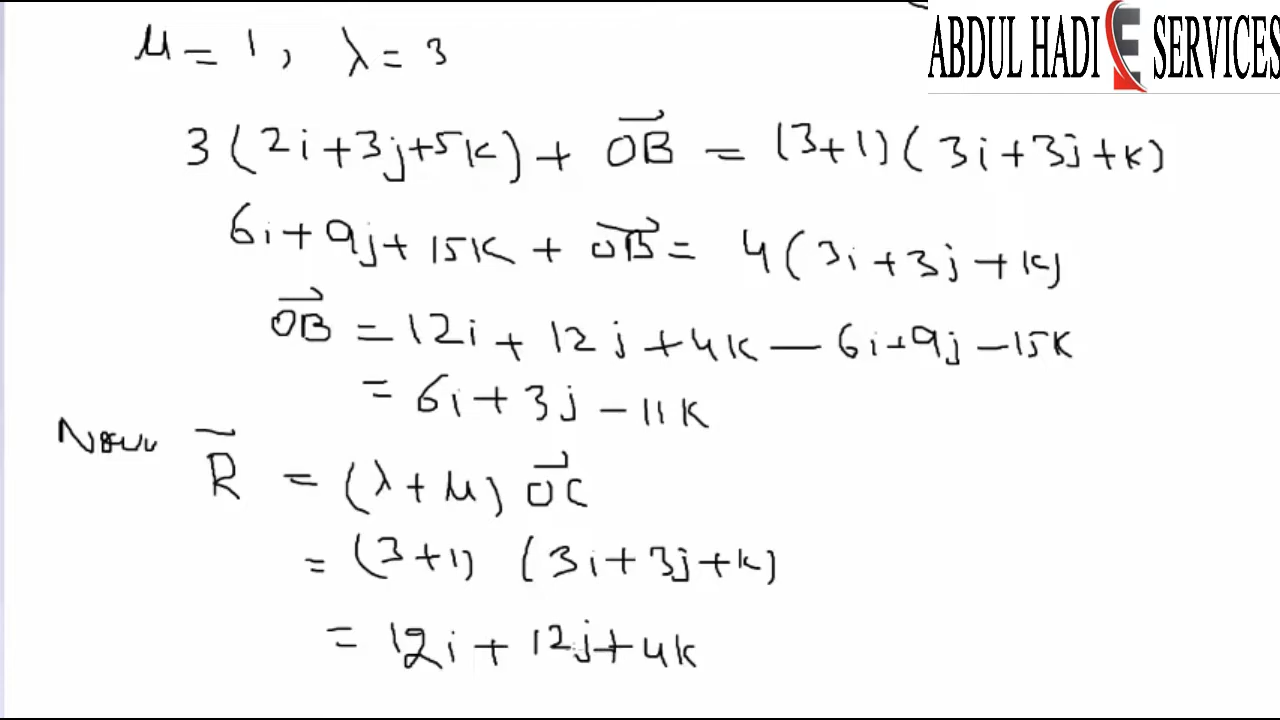 ABDUL HADI E SERVICES
μ = 1, λ = 3
3(2i+3j+5k) + OB⃗ = (3+1)(3i+3j+k)
6i+9j+15k + OB⃗ = 4(3i+3j+k)
OB⃗ = 12i + 12j + 4k − 6i+9j − 15k
= 6i + 3j − 11k
Now R⃗ = (λ + μ) OC⃗
= (3+1) (3i+3j+k)
= 12i + 12j + 4k